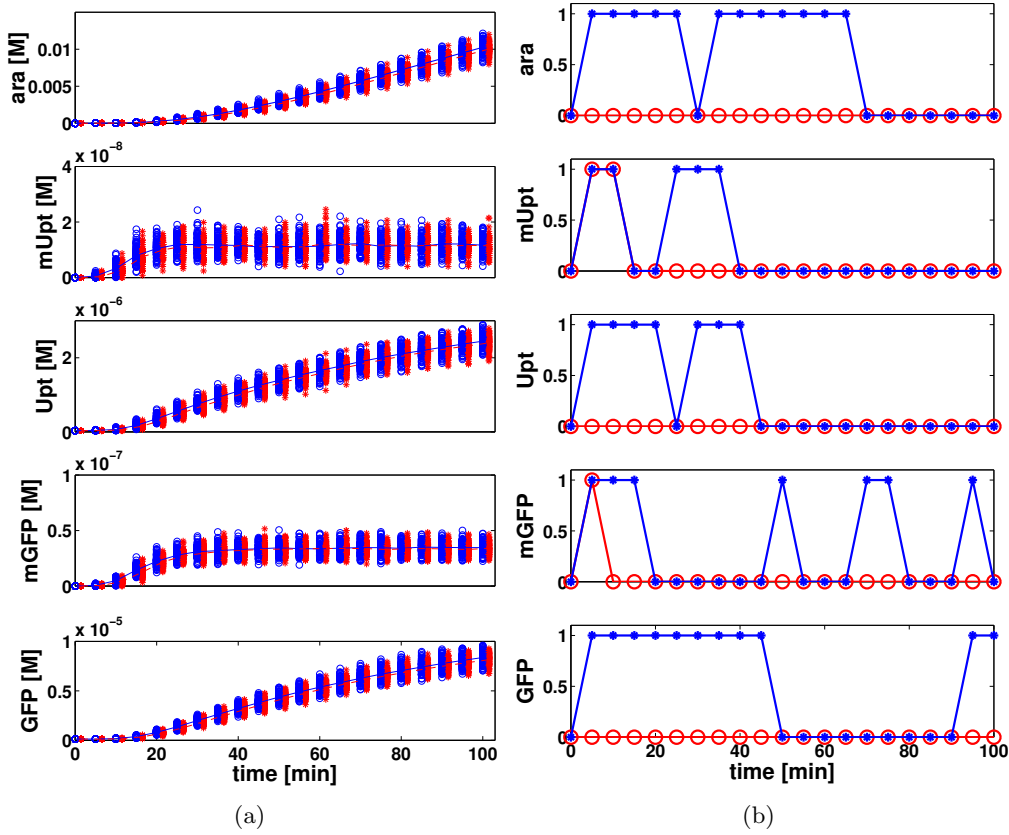 ara [M]
0.01
0.005
0
x 10⁻⁸
mUpt [M]
4
2
0
x 10⁻⁶
Upt [M]
2
0
x 10⁻⁷
mGFP [M]
1
0.5
0
x 10⁻⁵
GFP [M]
1
0.5
0
0 20 40 60 80 100
time [min]
(a)
ara
1
0.5
0
mUpt
1
0.5
0
Upt
1
0.5
0
mGFP
1
0.5
0
GFP
1
0.5
0
0 20 40 60 80 100
time [min]
(b)